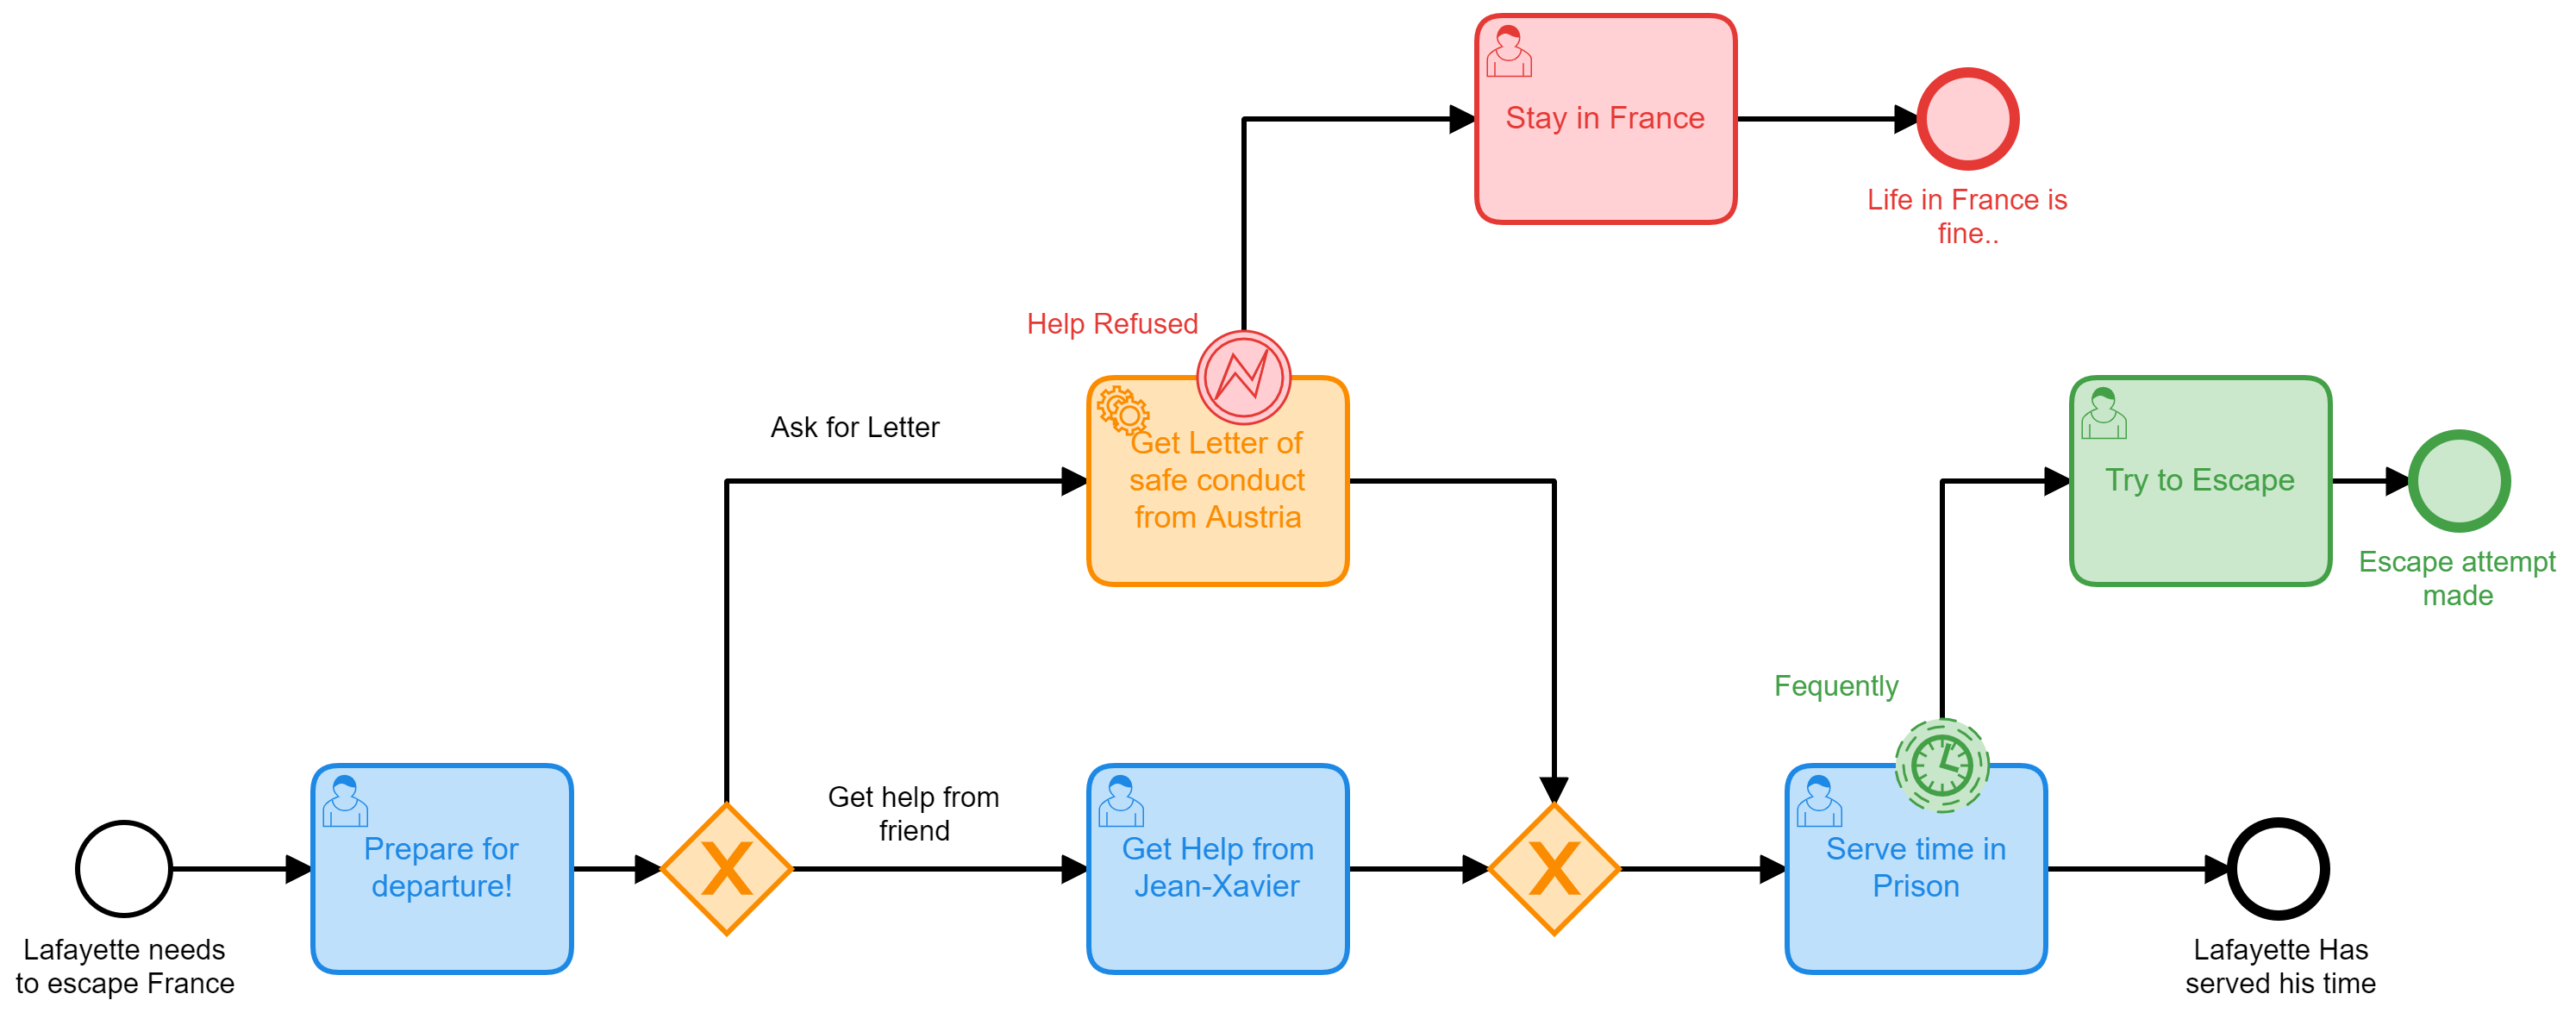 Stay in France
Life in France is
fine..
Help Refused
Ask for Letter
Get Letter of
safe conduct
from Austria
Try to Escape
Escape attempt
made
Fequently
Get help from
friend
Prepare for
departure!
Get Help from
Jean-Xavier
Serve time in
Prison
Lafayette needs
to escape France
Lafayette Has
served his time